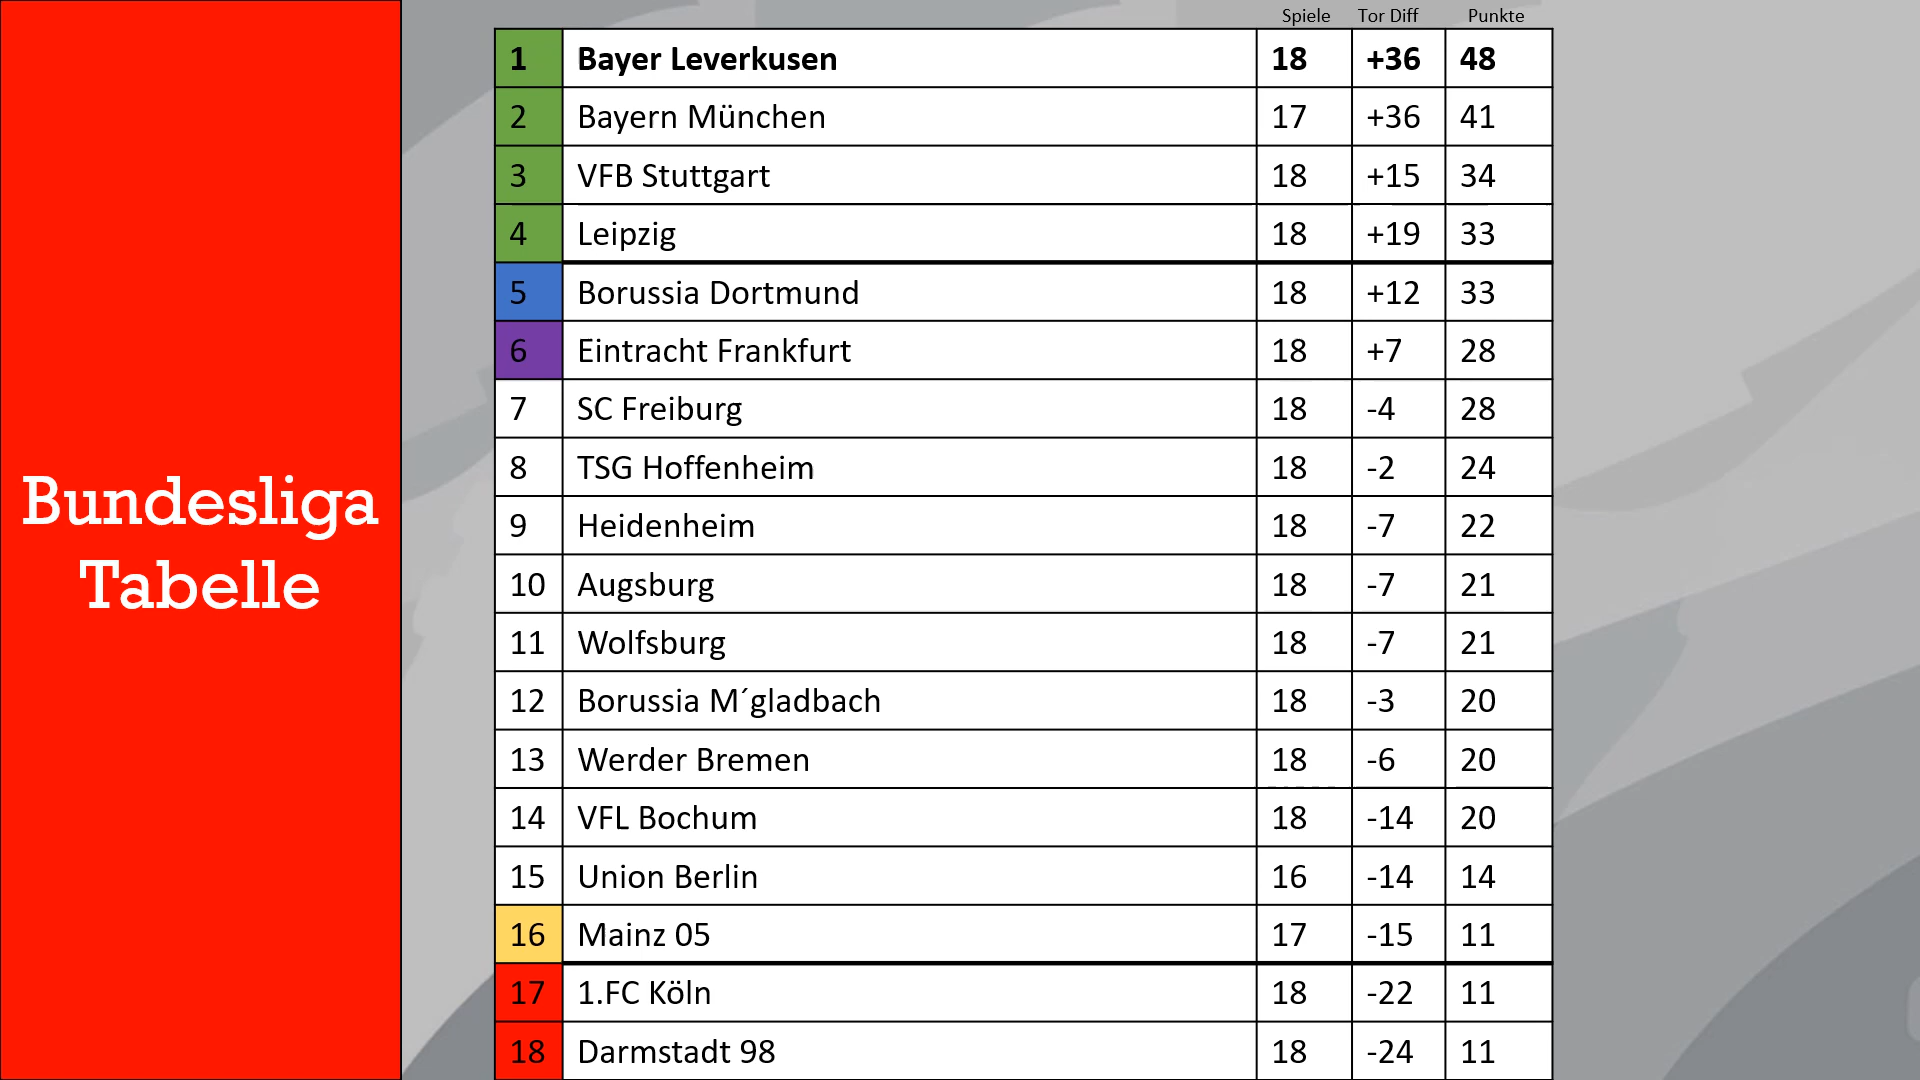 Bundesliga
Tabelle
Spiele Tor Diff Punkte
1 Bayer Leverkusen 18 +36 48
2 Bayern München 17 +36 41
3 VFB Stuttgart 18 +15 34
4 Leipzig 18 +19 33
5 Borussia Dortmund 18 +12 33
6 Eintracht Frankfurt 18 +7 28
7 SC Freiburg 18 -4 28
8 TSG Hoffenheim 18 -2 24
9 Heidenheim 18 -7 22
10 Augsburg 18 -7 21
11 Wolfsburg 18 -7 21
12 Borussia M´gladbach 18 -3 20
13 Werder Bremen 18 -6 20
14 VFL Bochum 18 -14 20
15 Union Berlin 16 -14 14
16 Mainz 05 17 -15 11
17 1.FC Köln 18 -22 11
18 Darmstadt 98 18 -24 11